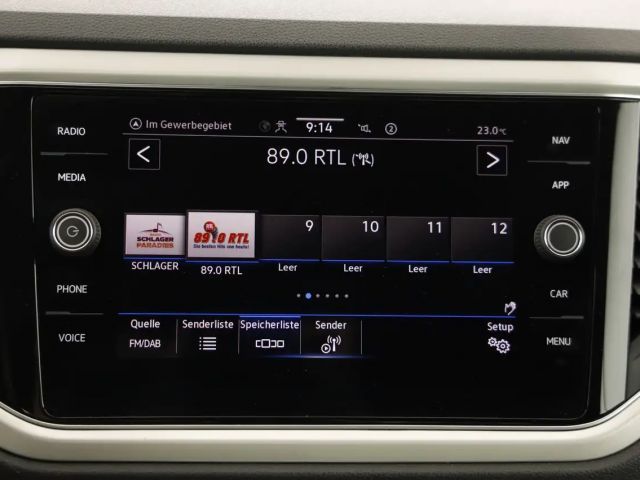 RADIO
MEDIA
PHONE
VOICE
Im Gewerbegebiet 9:14 2 23.0°C
89.0 RTL
SCHLAGER PARADIES
89.0 RTL
9 10 11 12
SCHLAGER 89.0 RTL Leer Leer Leer Leer
Quelle Senderliste Speicherliste Sender Setup
FM/DAB
NAV
APP
CAR
MENU